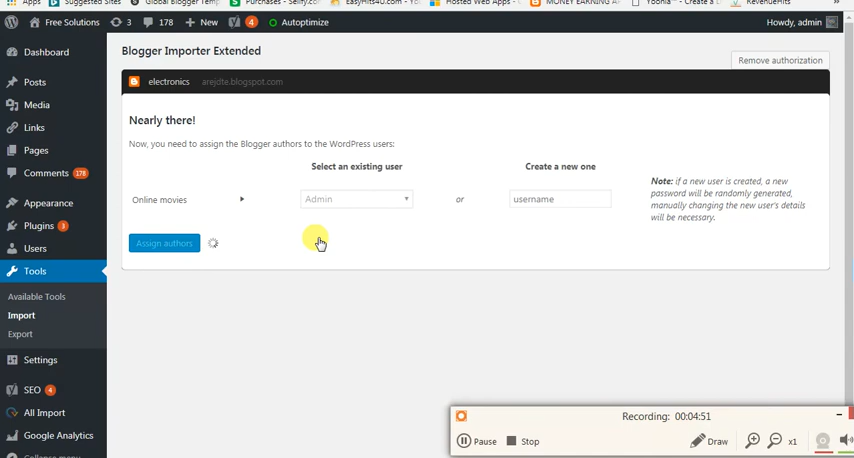 Apps Suggested Sites Global Blogger Temp Purchases - Sellfy.com EasyHits4U.com - Yo Hosted Web Apps - MONEY EARNING AP Yoonla™ - Create a L RevenueHits »
Free Solutions 3 178 + New 4 Autoptimize Howdy, admin
Dashboard
Posts
Media
Links
Pages
Comments 178
Appearance
Plugins 3
Users
Tools
Available Tools
Import
Export
Settings
SEO 4
All Import
Google Analytics
Collapse menu
Blogger Importer Extended
Remove authorization
electronics arejdte.blogspot.com
Nearly there!
Now, you need to assign the Blogger authors to the WordPress users:
Select an existing user Create a new one
Online movies Admin or username
Note: if a new user is created, a new
password will be randomly generated,
manually changing the new user's details
will be necessary.
Assign authors
Recording: 00:04:51
Pause Stop Draw x1